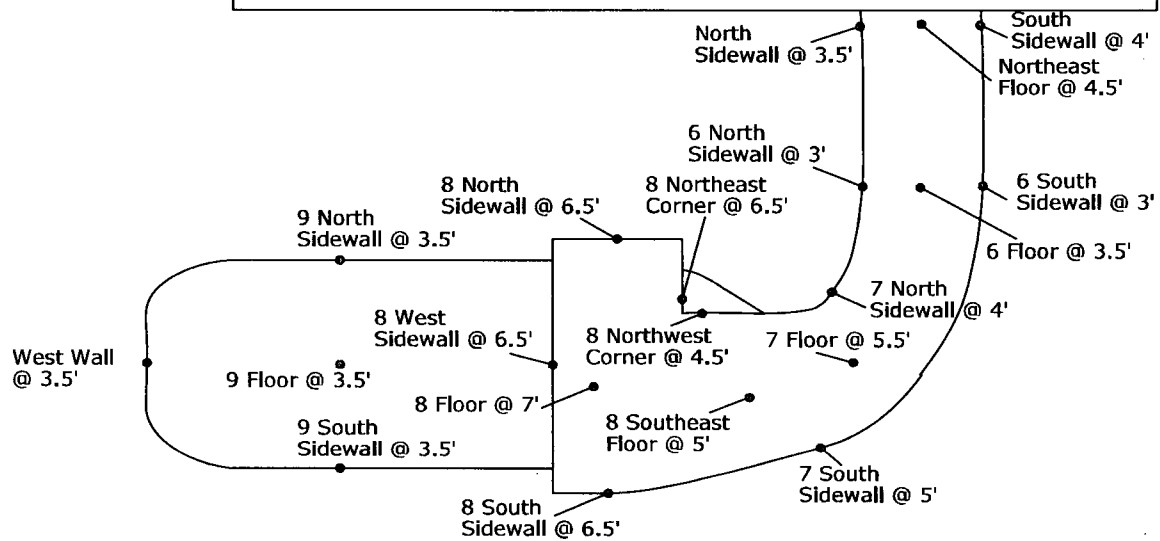 North
Sidewall @ 3.5'
South
Sidewall @ 4'
Northeast
Floor @ 4.5'
6 North
Sidewall @ 3'
6 South
Sidewall @ 3'
6 Floor @ 3.5'
8 North
Sidewall @ 6.5'
8 Northeast
Corner @ 6.5'
9 North
Sidewall @ 3.5'
7 North
Sidewall @ 4'
8 West
Sidewall @ 6.5'
8 Northwest
Corner @ 4.5'
7 Floor @ 5.5'
West Wall
@ 3.5'
9 Floor @ 3.5'
8 Floor @ 7'
8 Southeast
Floor @ 5'
9 South
Sidewall @ 3.5'
7 South
Sidewall @ 5'
8 South
Sidewall @ 6.5'